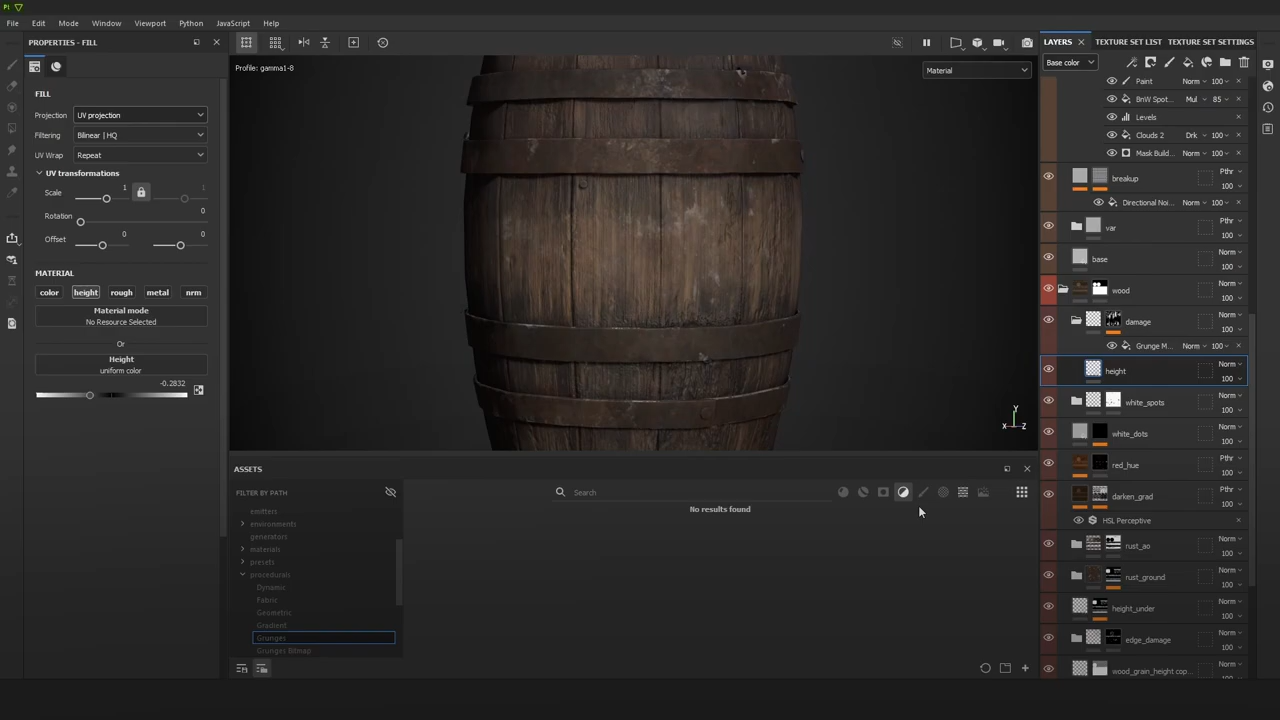 Pt
File Edit Mode Window Viewport Python JavaScript Help
PROPERTIES - FILL
FILL
Projection UV projection
Filtering Bilinear | HQ
UV Wrap Repeat
UV transformations
Scale 1 1
Rotation 0
Offset 0 0
MATERIAL
color height rough metal nrm
Material mode
No Resource Selected
Or
Height
uniform color
-0.2832
Profile: gamma1-8
Material
X Y Z
ASSETS
FILTER BY PATH
Search
No results found
emitters
environments
generators
materials
presets
procedurals
Dynamic
Fabric
Geometric
Gradient
Grunges
Grunges Bitmap
LAYERS TEXTURE SET LIST TEXTURE SET SETTINGS
Base color
Paint Norm 100
BnW Spot... Mul 85
Levels
Clouds 2 Drk 100
Mask Build... Norm 100
breakup Pthr 100
Directional Noi...
var Pthr 100
base Norm 100
wood Norm 100
damage Norm 100
Grunge M... Norm 100
height Norm 100
white_spots Norm 100
white_dots Norm 100
red_hue Pthr 100
darken_grad Pthr 100
HSL Perceptive
rust_ao Norm 100
rust_ground Norm 100
height_under Norm 100
edge_damage Norm 100
wood_grain_height cop... Norm 100